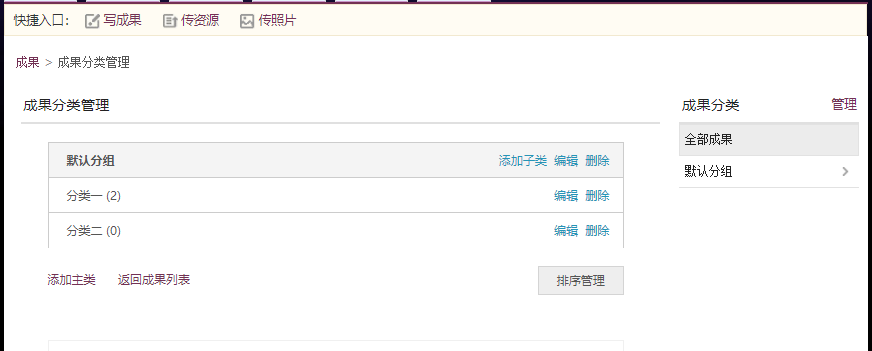 快捷入口： 写成果 传资源 传照片
成果 > 成果分类管理
成果分类管理
默认分组 添加子类 编辑 删除
分类一 (2) 编辑 删除
分类二 (0) 编辑 删除
添加主类 返回成果列表 排序管理
成果分类 管理
全部成果
默认分组